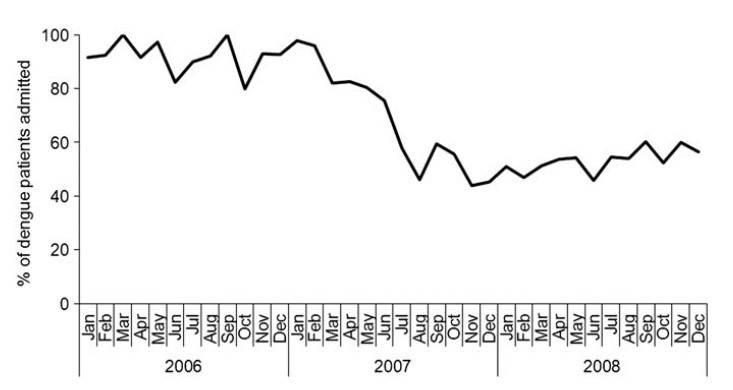 % of dengue patients admitted
100
80
60
40
20
0
Jan Feb Mar Apr May Jun Jul Aug Sep Oct Nov Dec Jan Feb Mar Apr May Jun Jul Aug Sep Oct Nov Dec Jan Feb Mar Apr May Jun Jul Aug Sep Oct Nov Dec
2006 2007 2008